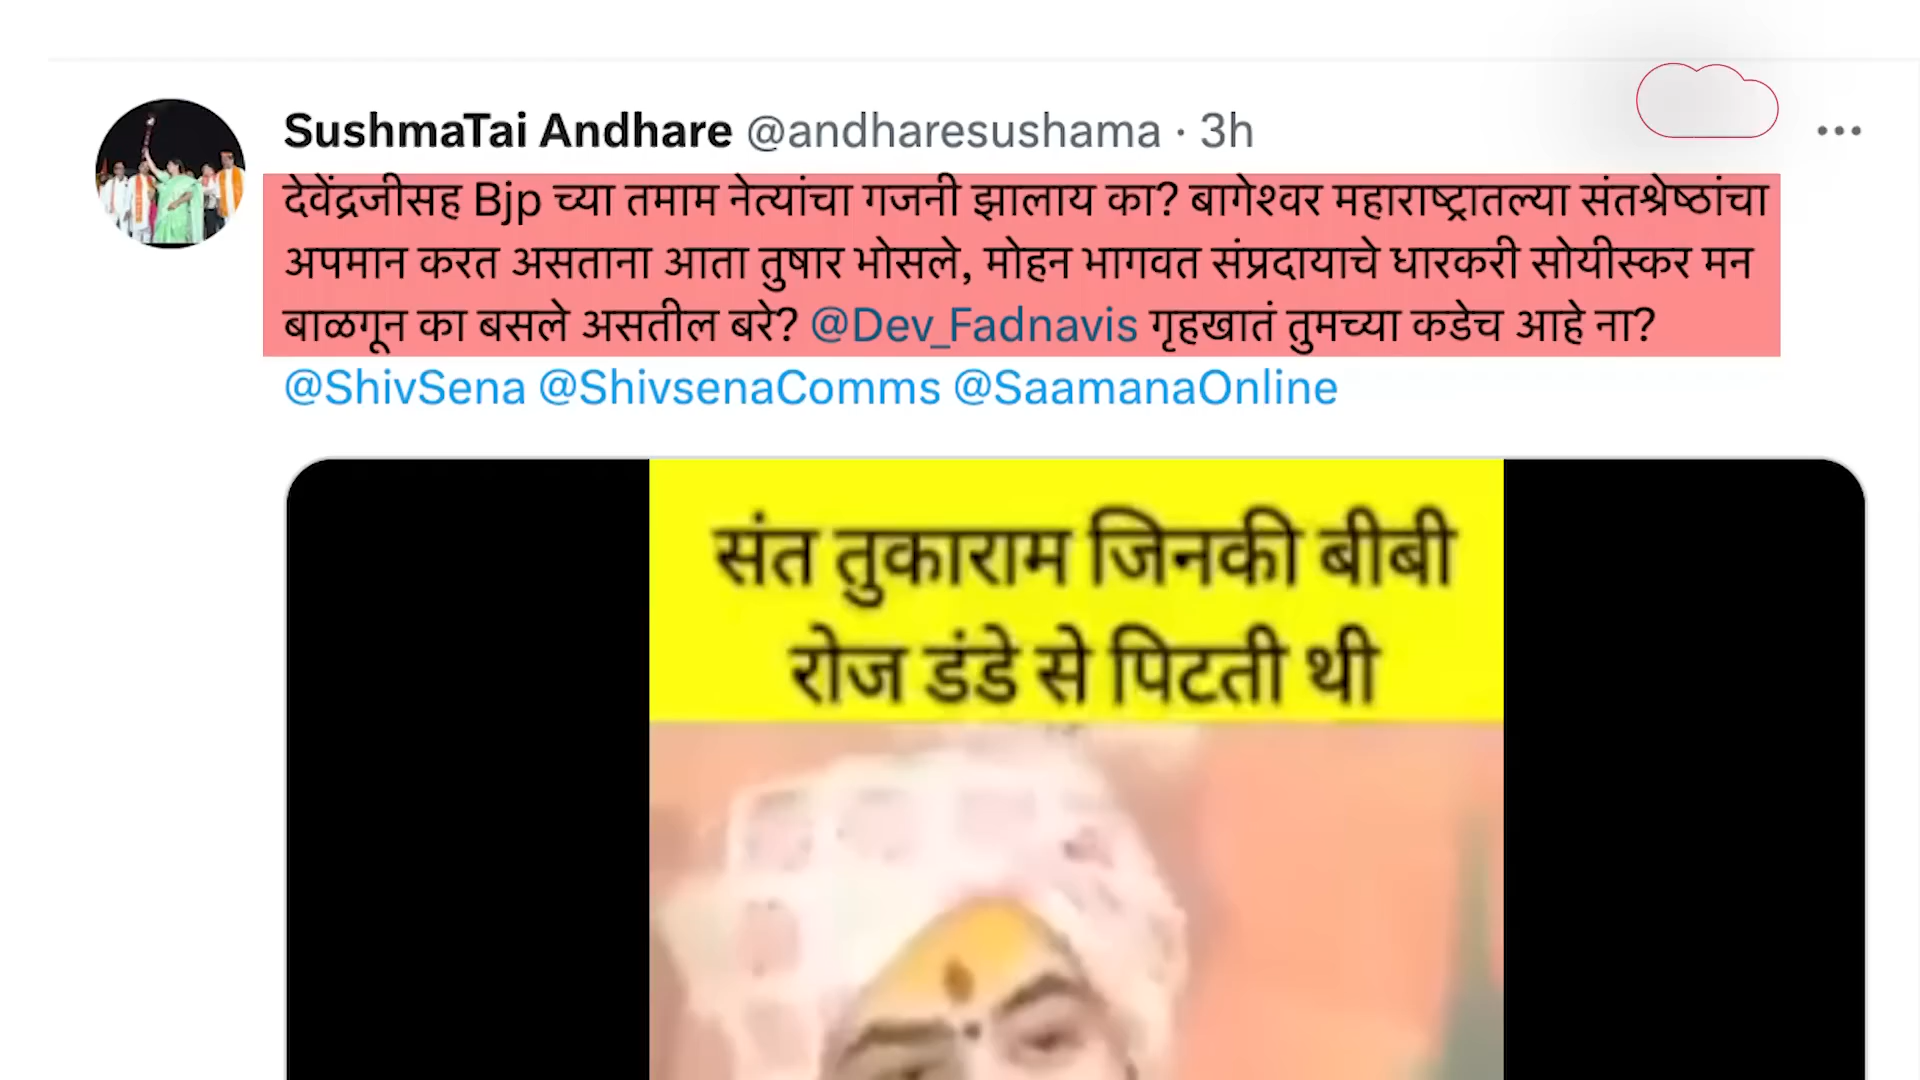 SushmaTai Andhare @andharesushama · 3h
देवेंद्रजीसह Bjp च्या तमाम नेत्यांचा गजनी झालाय का? बागेश्वर महाराष्ट्रातल्या संतश्रेष्ठांचा
अपमान करत असताना आता तुषार भोसले, मोहन भागवत संप्रदायाचे धारकरी सोयीस्कर मन
बाळगून का बसले असतील बरे? @Dev_Fadnavis गृहखातं तुमच्या कडेच आहे ना?
@ShivSena @ShivsenaComms @SaamanaOnline
संत तुकाराम जिनकी बीबी
रोज डंडे से पिटती थी